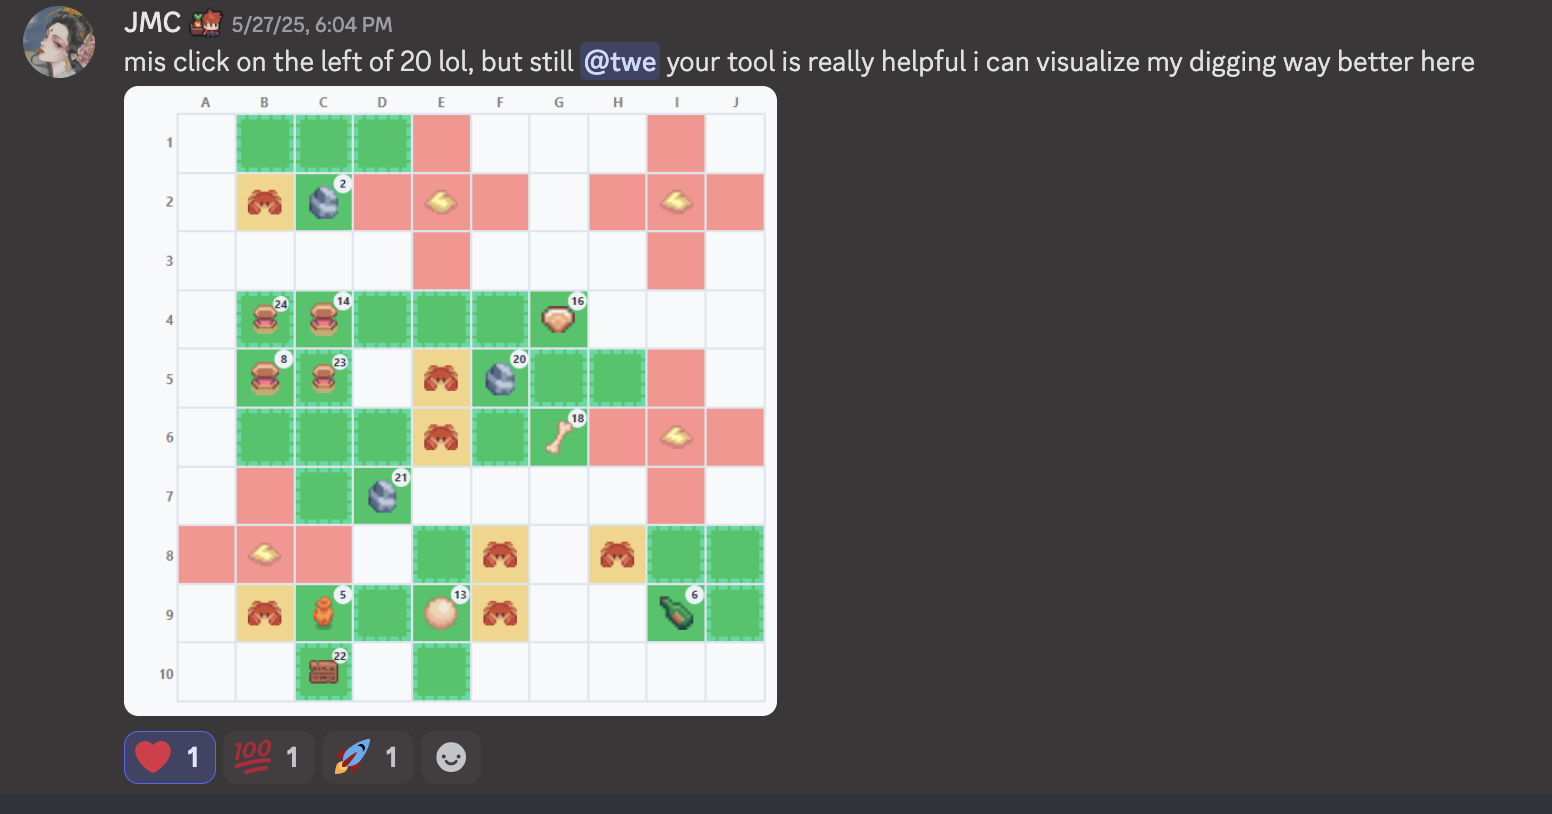 JMC 5/27/25, 6:04 PM
mis click on the left of 20 lol, but still @twe your tool is really helpful i can visualize my digging way better here
A B C D E F G H I J
1
2 2
3
4 24 14 16
5 8 23 20
6 18
7 21
8
9 5 13 6
10 22
1 100 1 1